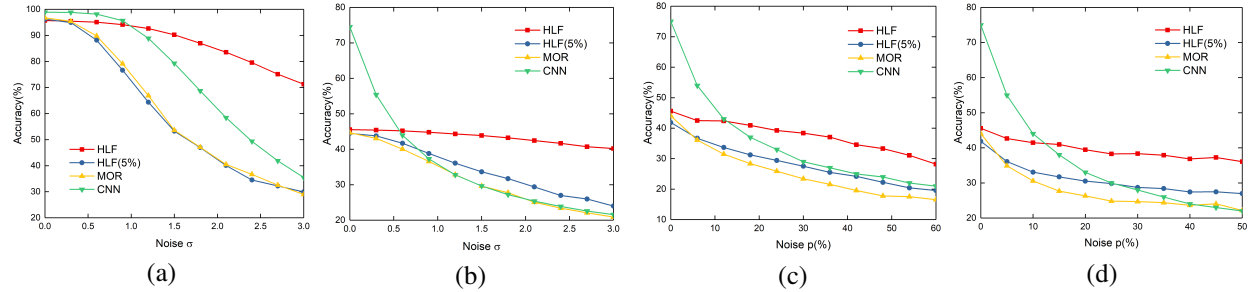 Accuracy(%)
100
90
80
70
60
50
40
30
20
HLF
HLF(5%)
MOR
CNN
0.0 0.5 1.0 1.5 2.0 2.5 3.0
Noise σ
(a)
Accuracy(%)
80
70
60
50
40
30
20
HLF
HLF(5%)
MOR
CNN
0.0 0.5 1.0 1.5 2.0 2.5 3.0
Noise σ
(b)
Accuracy(%)
80
70
60
50
40
30
20
10
HLF
HLF(5%)
MOR
CNN
0 10 20 30 40 50 60
Noise p(%)
(c)
Accuracy(%)
80
70
60
50
40
30
20
HLF
HLF(5%)
MOR
CNN
0 10 20 30 40 50
Noise p(%)
(d)